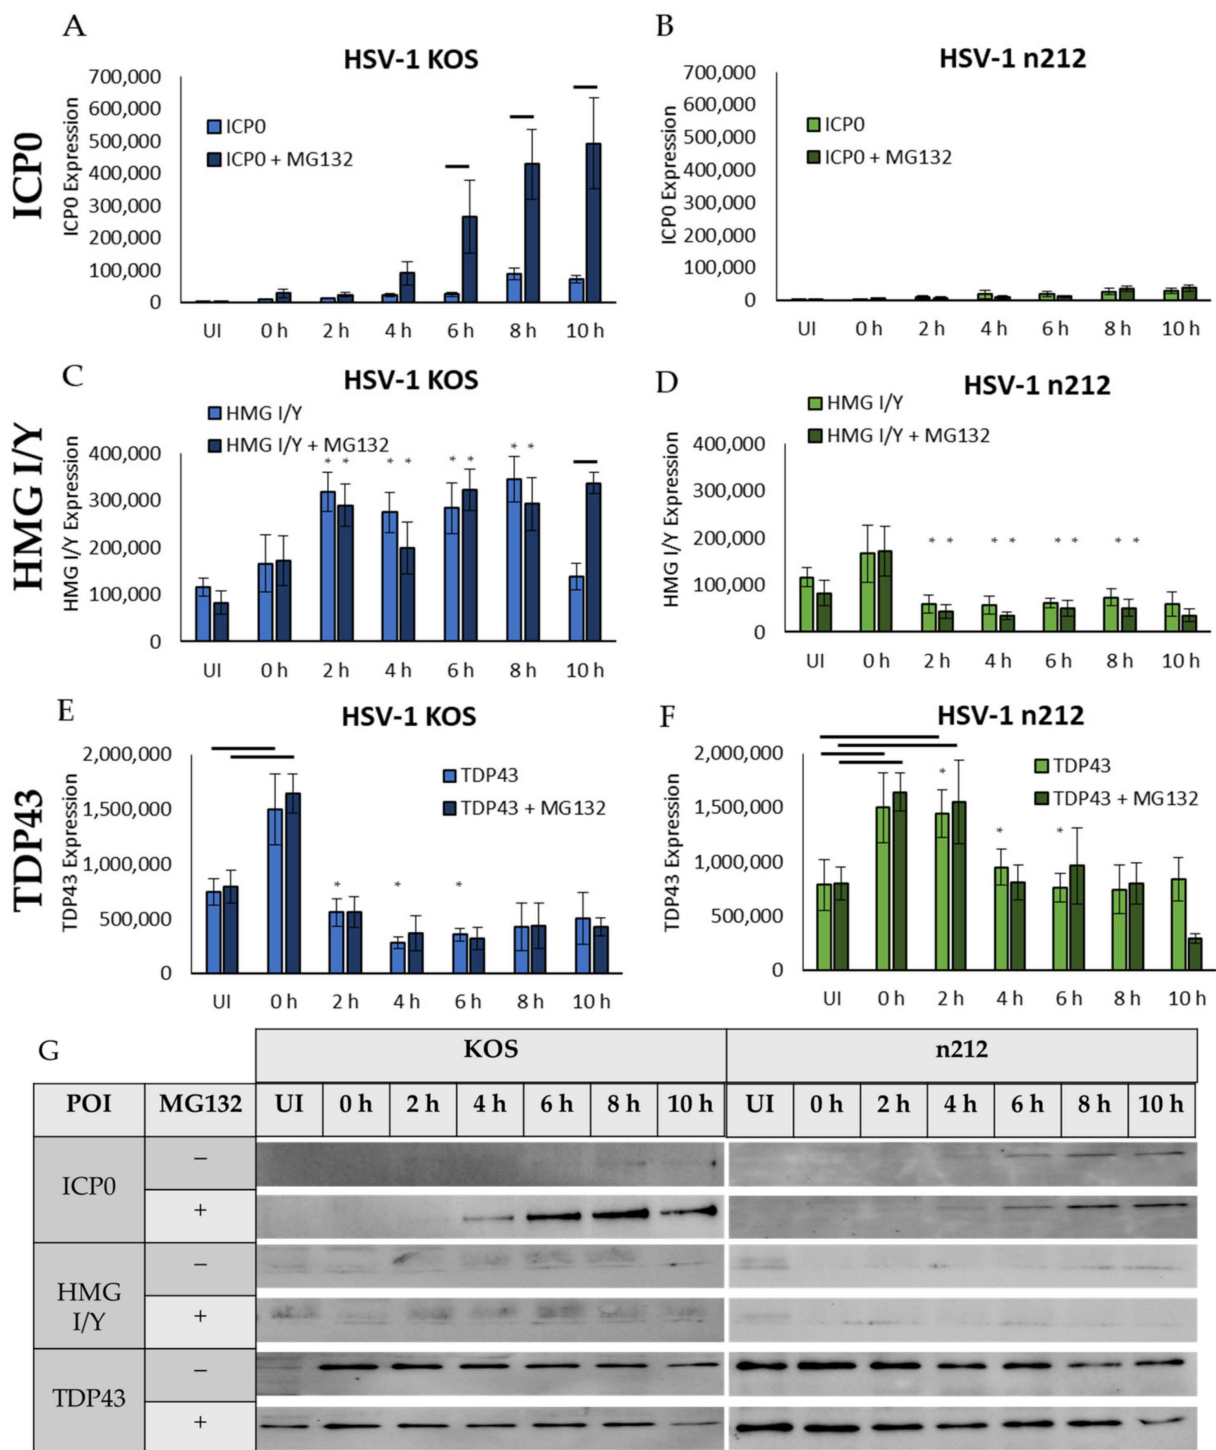 A
HSV-1 KOS
ICP0
ICP0 Expression
700,000
600,000
500,000
400,000
300,000
200,000
100,000
0
ICP0
ICP0 + MG132
UI 0 h 2 h 4 h 6 h 8 h 10 h
B
HSV-1 n212
ICP0 Expression
700,000
600,000
500,000
400,000
300,000
200,000
100,000
0
ICP0
ICP0 + MG132
UI 0 h 2 h 4 h 6 h 8 h 10 h
C
HSV-1 KOS
HMG I/Y
HMG I/Y Expression
HMG I/Y
HMG I/Y + MG132
400,000
300,000
200,000
100,000
0
* * * * * * * *
UI 0 h 2 h 4 h 6 h 8 h 10 h
D
HSV-1 n212
HMG I/Y Expression
HMG I/Y
HMG I/Y + MG132
400,000
300,000
200,000
100,000
0
* * * * * * * *
UI 0 h 2 h 4 h 6 h 8 h 10 h
E
HSV-1 KOS
TDP43
TDP43 Expression
2,000,000
1,500,000
1,000,000
500,000
0
TDP43
TDP43 + MG132
* * *
UI 0 h 2 h 4 h 6 h 8 h 10 h
F
HSV-1 n212
TDP43 Expression
2,000,000
1,500,000
1,000,000
500,000
0
TDP43
TDP43 + MG132
* * *
UI 0 h 2 h 4 h 6 h 8 h 10 h
G
KOS n212
POI MG132 UI 0 h 2 h 4 h 6 h 8 h 10 h UI 0 h 2 h 4 h 6 h 8 h 10 h
ICP0
–
+
HMG
I/Y
–
+
TDP43
–
+